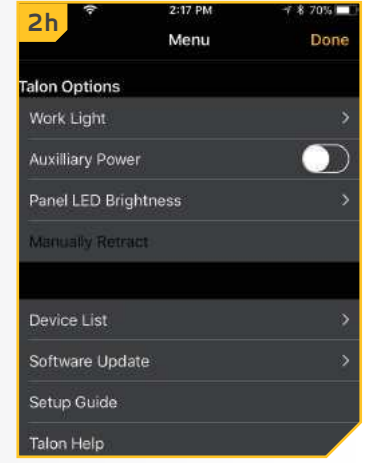 2h
2:17 PM
70%
Menu
Done
Talon Options
Work Light
Auxilliary Power
Panel LED Brightness
Manually Retract
Device List
Software Update
Setup Guide
Talon Help